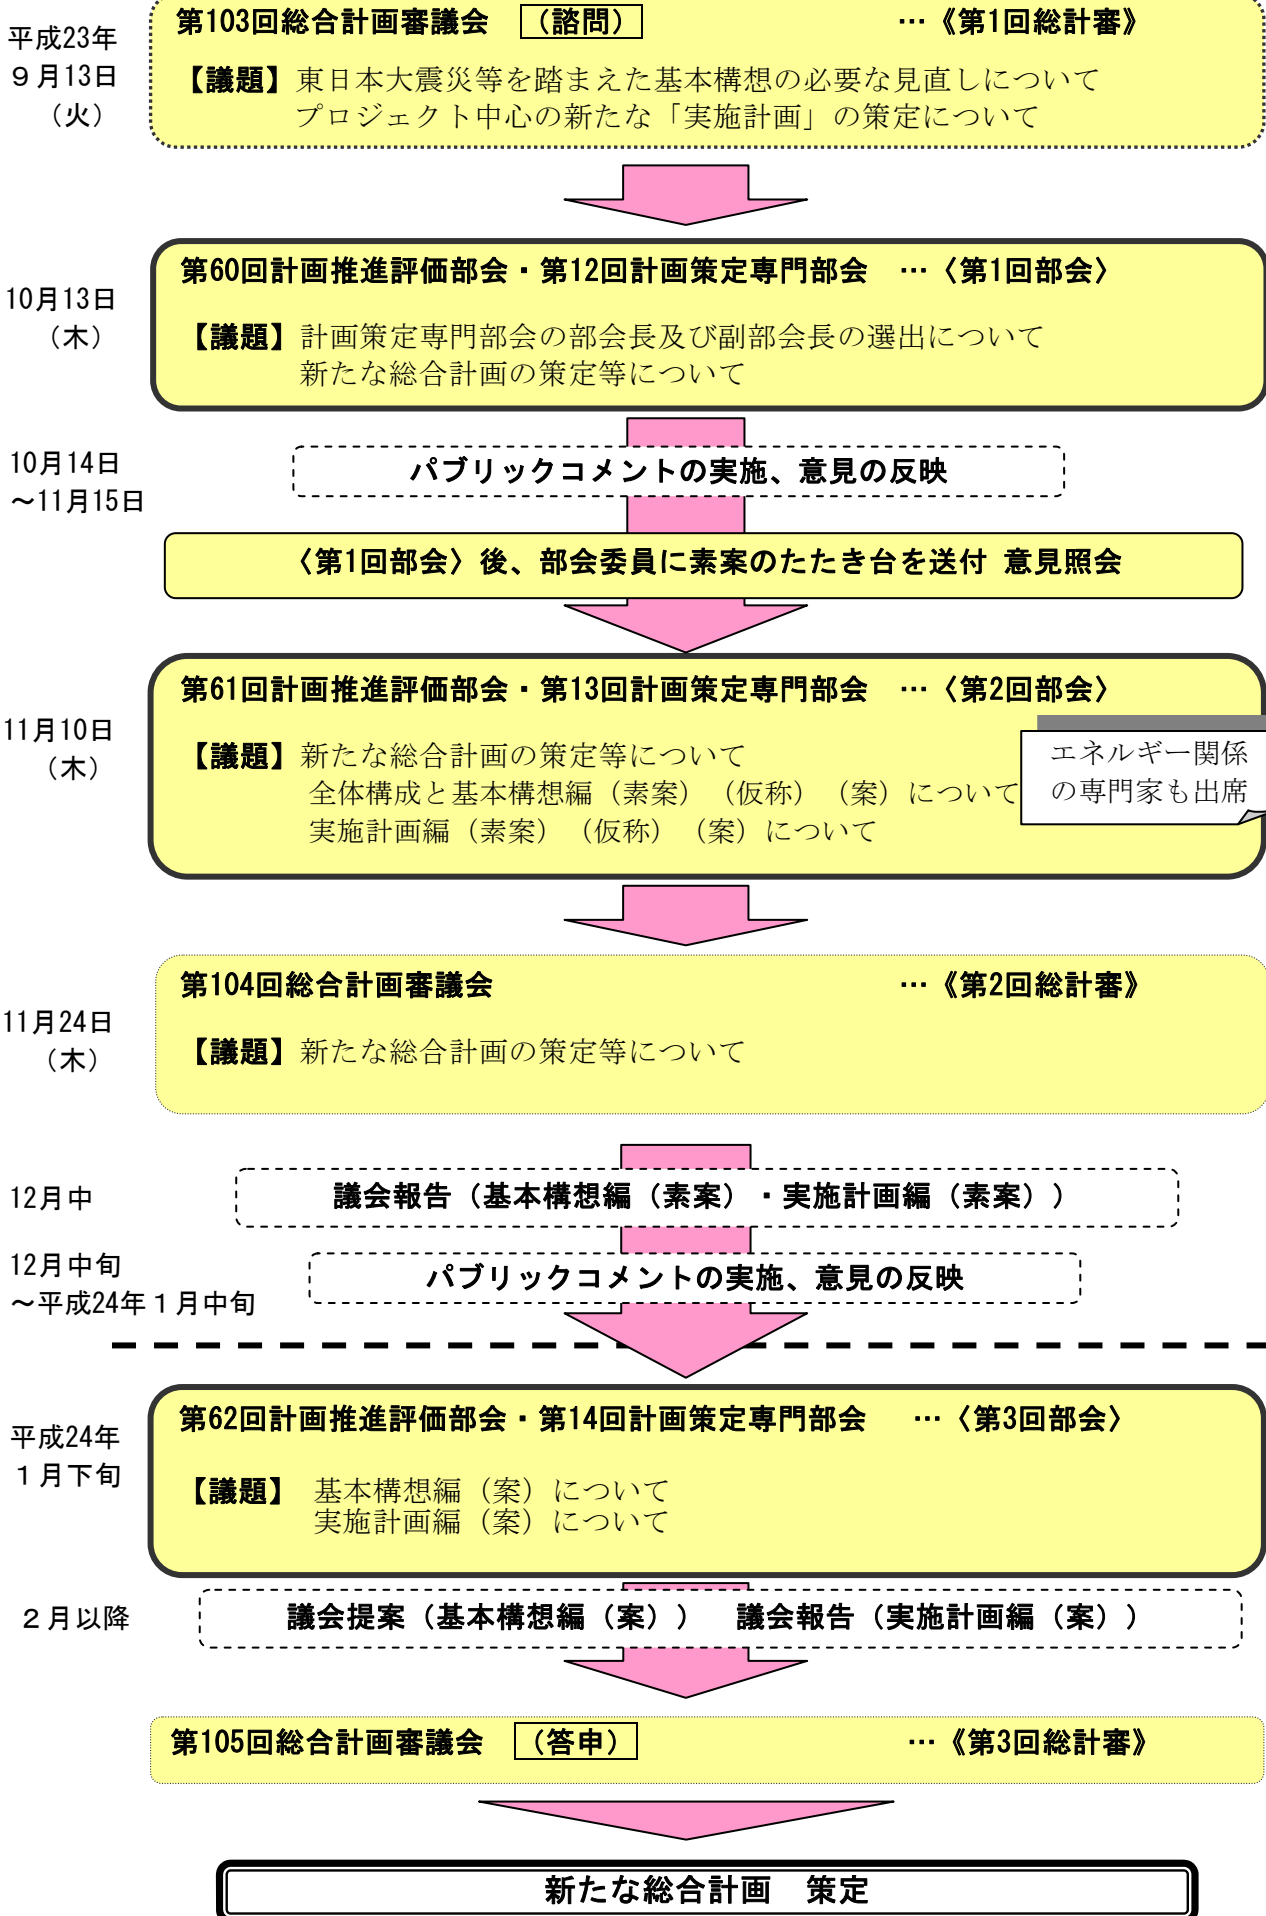 平成23年
９月13日
（火）
第103回総合計画審議会　（諮問）　…《第1回総計審》
【議題】東日本大震災等を踏まえた基本構想の必要な見直しについて
プロジェクト中心の新たな「実施計画」の策定について
10月13日
（木）
第60回計画推進評価部会・第12回計画策定専門部会　…〈第1回部会〉
【議題】計画策定専門部会の部会長及び副部会長の選出について
新たな総合計画の策定等について
10月14日
～11月15日
パブリックコメントの実施、意見の反映
〈第1回部会〉後、部会委員に素案のたたき台を送付 意見照会
11月10日
（木）
第61回計画推進評価部会・第13回計画策定専門部会　…〈第2回部会〉
【議題】新たな総合計画の策定等について
全体構成と基本構想編（素案）（仮称）（案）について
実施計画編（素案）（仮称）（案）について
エネルギー関係
の専門家も出席
11月24日
（木）
第104回総合計画審議会　…《第2回総計審》
【議題】新たな総合計画の策定等について
12月中
議会報告（基本構想編（素案）・実施計画編（素案））
12月中旬
～平成24年１月中旬
パブリックコメントの実施、意見の反映
平成24年
１月下旬
第62回計画推進評価部会・第14回計画策定専門部会　…〈第3回部会〉
【議題】　基本構想編（案）について
実施計画編（案）について
２月以降
議会提案（基本構想編（案））　議会報告（実施計画編（案））
第105回総合計画審議会　（答申）　…《第3回総計審》
新たな総合計画　策定